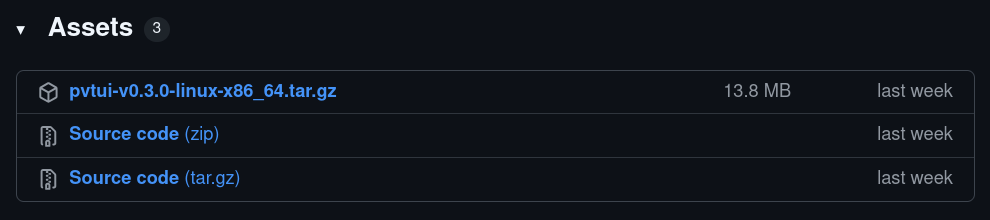 Assets 3
pvtui-v0.3.0-linux-x86_64.tar.gz 13.8 MB last week
Source code (zip) last week
Source code (tar.gz) last week